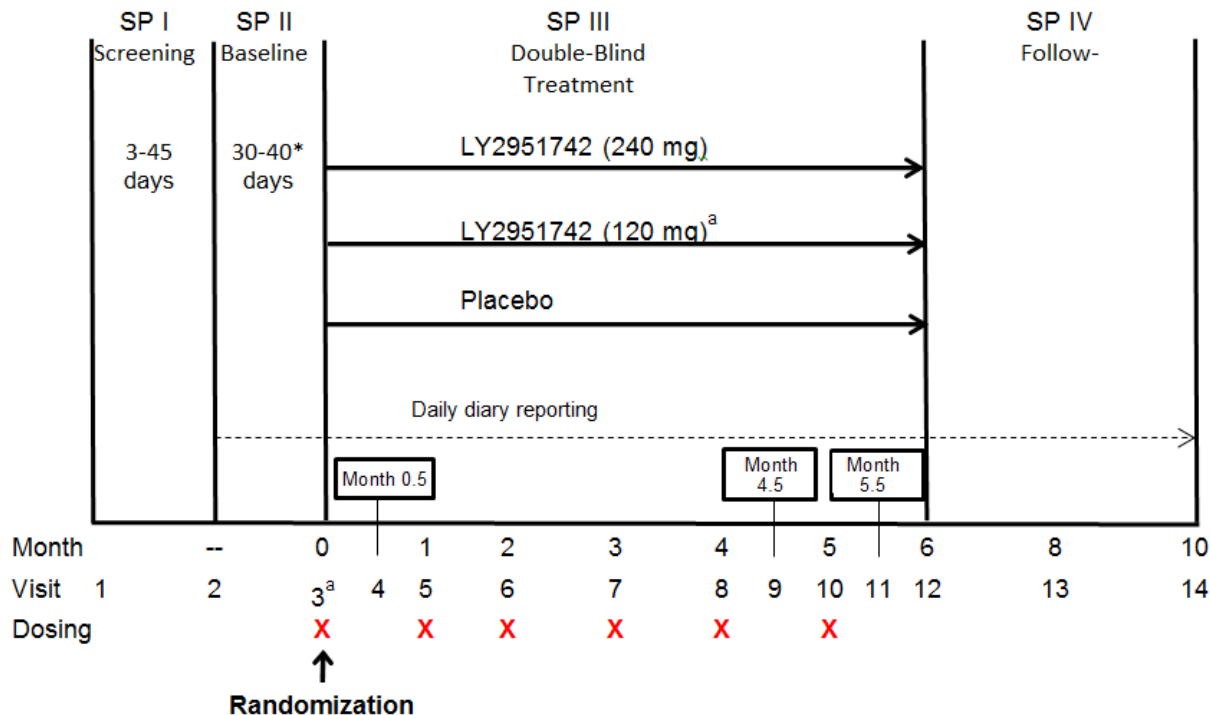 SP I SP II SP III SP IV
Screening Baseline Double-Blind Follow-
Treatment
3-45 30-40* LY2951742 (240 mg)
days days
LY2951742 (120 mg)ᵃ
Placebo
Daily diary reporting
Month 0.5 Month Month
4.5 5.5
Month -- 0 1 2 3 4 5 6 8 10
Visit 1 2 3ᵃ 4 5 6 7 8 9 10 11 12 13 14
Dosing X X X X X X
Randomization